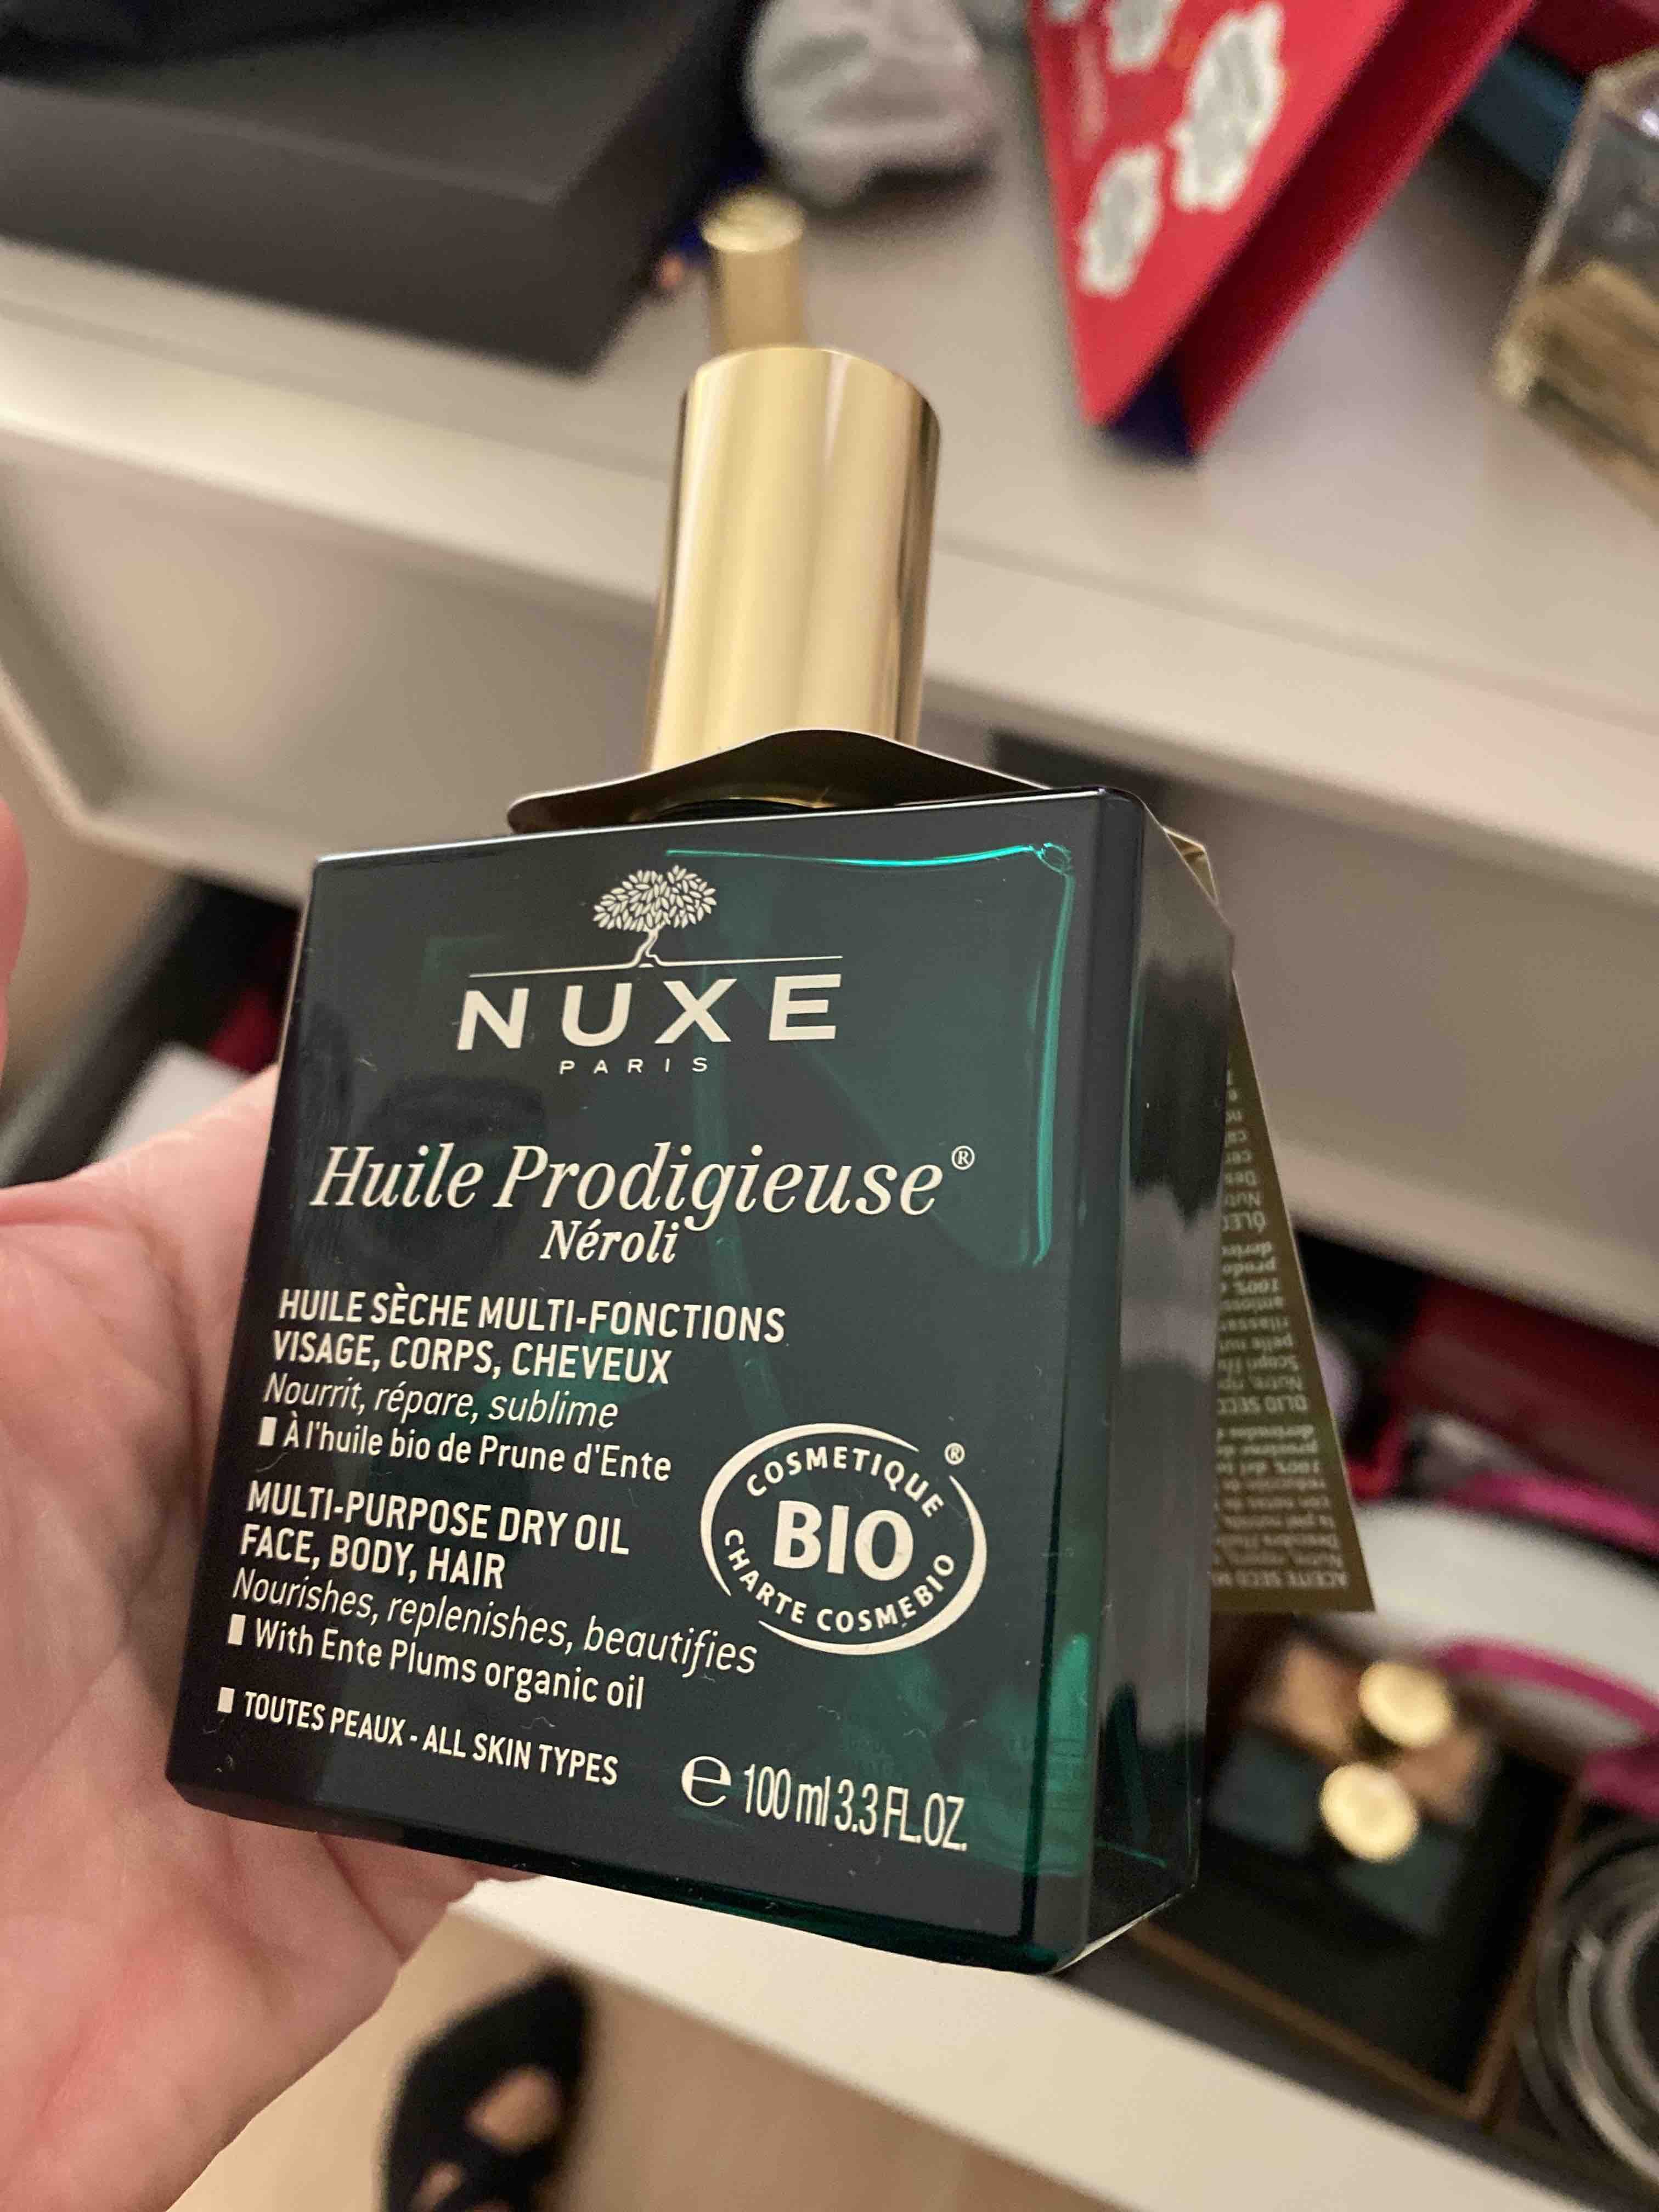 NUXE
PARIS
Huile Prodigieuse®
Néroli
HUILE SÈCHE MULTI-FONCTIONS
VISAGE, CORPS, CHEVEUX
Nourrit, répare, sublime
À l'huile bio de Prune d'Ente
MULTI-PURPOSE DRY OIL
FACE, BODY, HAIR
Nourishes, replenishes, beautifies
With Ente Plums organic oil
TOUTES PEAUX - ALL SKIN TYPES
COSMETIQUE ®
BIO
CHARTE COSMEBIO
℮ 100 ml 3.3 FL.OZ.